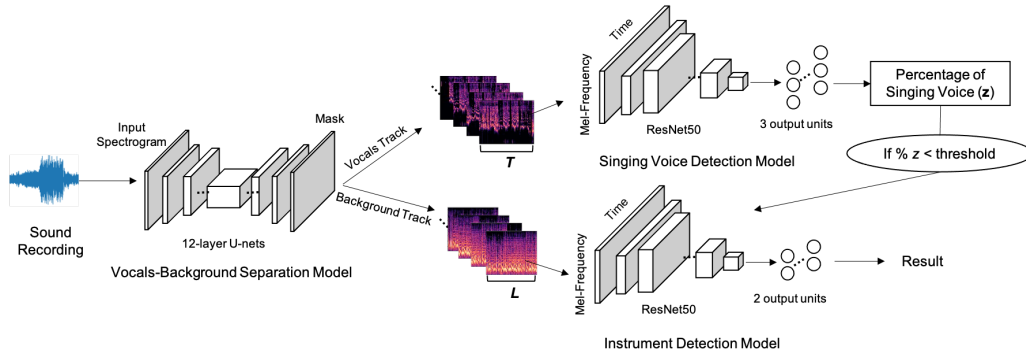 Sound
Recording
Input
Spectrogram
Mask
12-layer U-nets
Vocals-Background Separation Model
Vocals Track
Background Track
T
L
Mel-Frequency
Time
ResNet50
3 output units
Singing Voice Detection Model
Percentage of
Singing Voice (z)
If % z < threshold
Mel-Frequency
Time
ResNet50
2 output units
Result
Instrument Detection Model